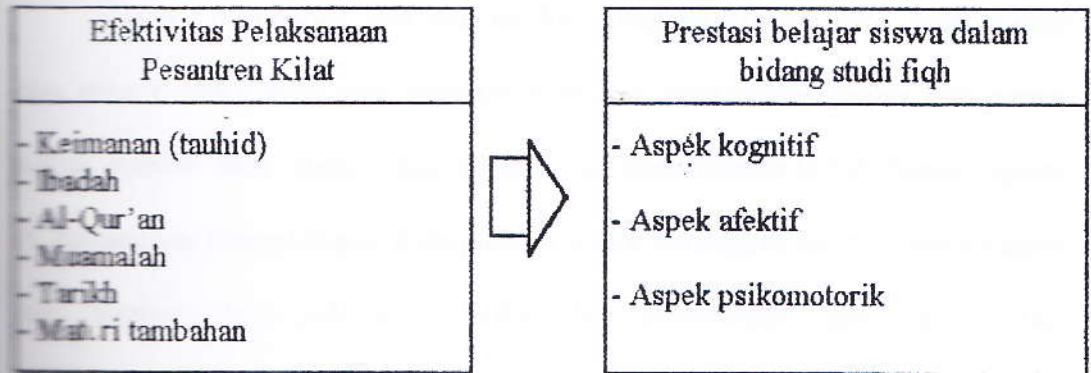 Efektivitas Pelaksanaan
Pesantren Kilat
- Keimanan (tauhid)
- Ibadah
- Al-Qur'an
- Muamalah
- Tarikh
- Materi tambahan
Prestasi belajar siswa dalam
bidang studi fiqh
- Aspek kognitif
- Aspek afektif
- Aspek psikomotorik